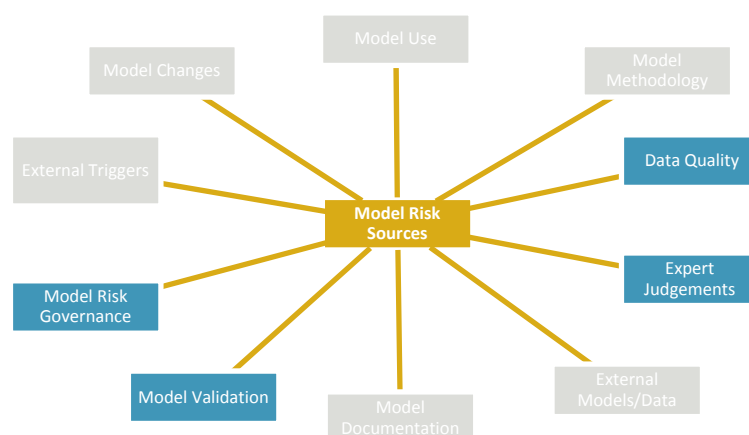 Model Use
Model Changes
Model
Methodology
External Triggers
Data Quality
Model Risk
Sources
Model Risk
Governance
Expert
Judgements
Model Validation
External
Models/Data
Model
Documentation